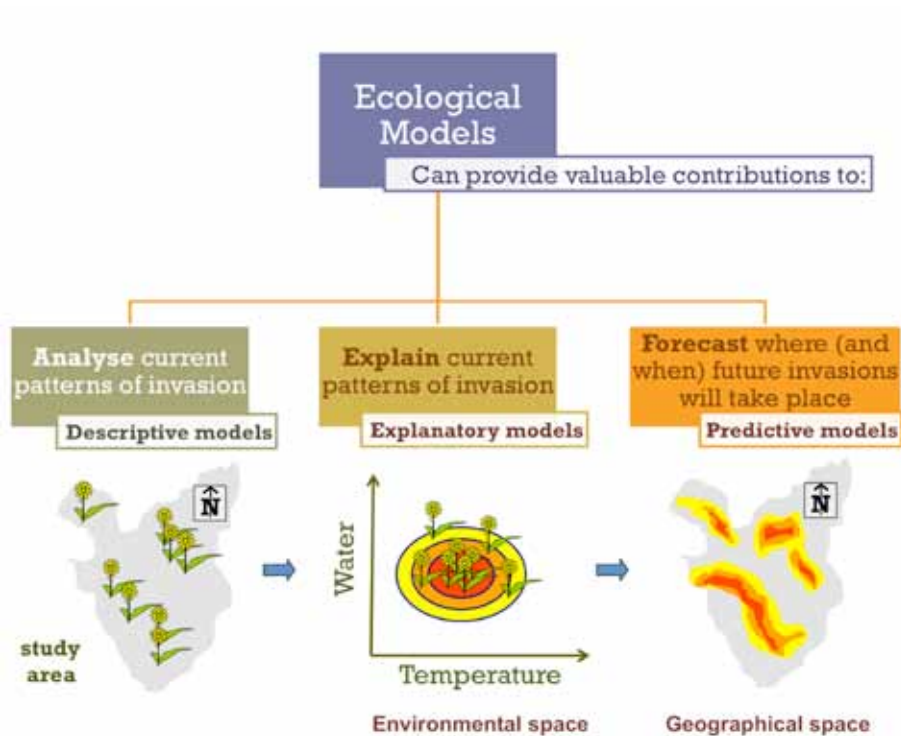 Ecological
Models
Can provide valuable contributions to:
Analyse current
patterns of invasion
Descriptive models
Explain current
patterns of invasion
Explanatory models
Forecast where (and
when) future invasions
will take place
Predictive models
N
study
area
Water
Temperature
Environmental space
N
Geographical space